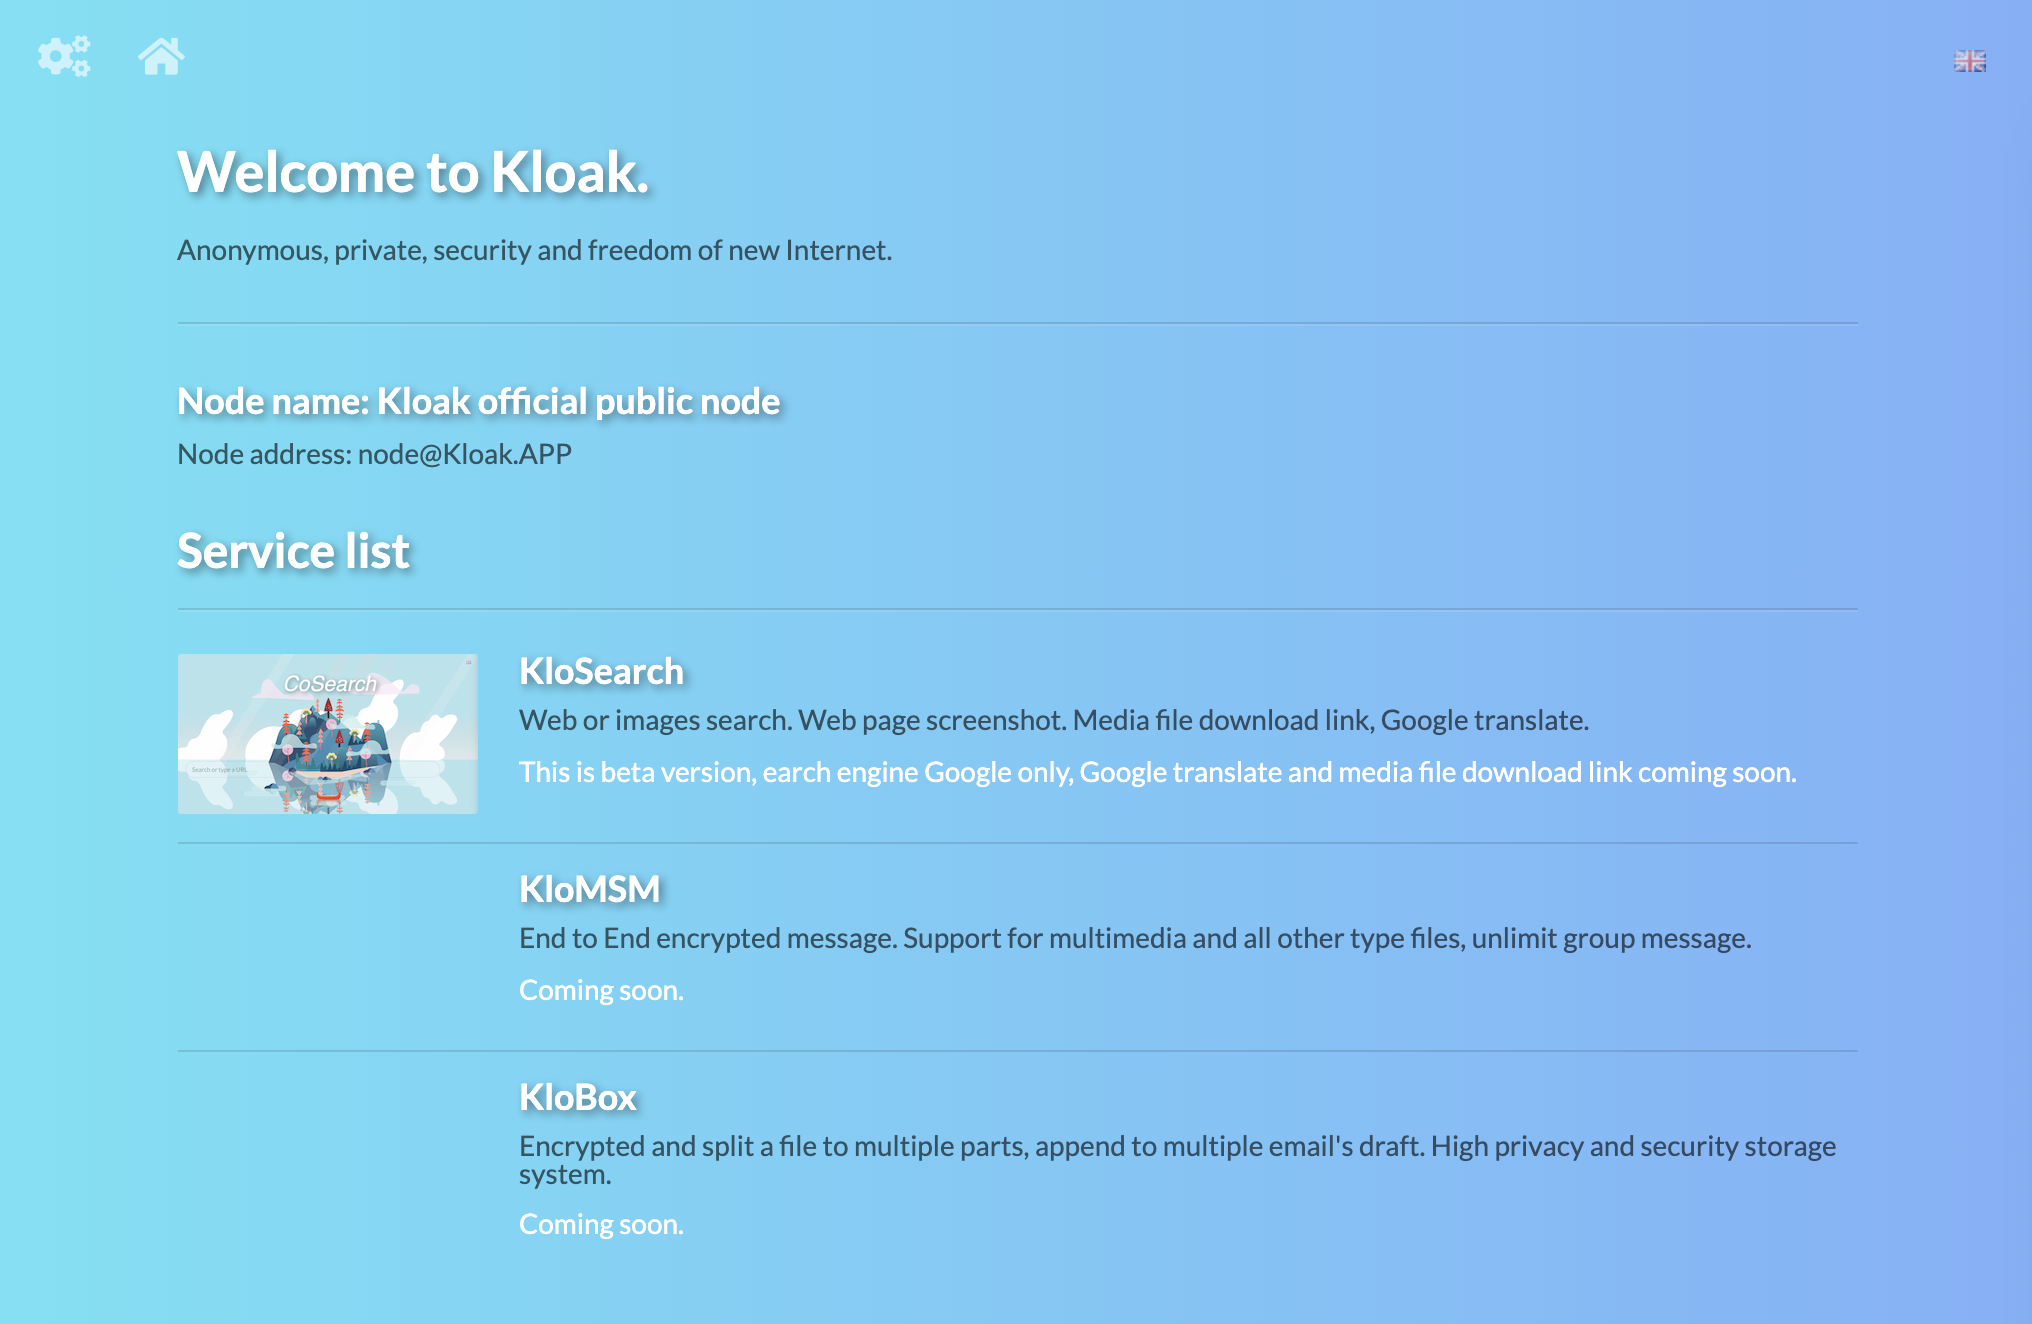 Welcome to Kloak.
Anonymous, private, security and freedom of new Internet.
Node name: Kloak official public node
Node address: node@Kloak.APP
Service list
CoSearch
Search or type a URL
KloSearch
Web or images search. Web page screenshot. Media file download link, Google translate.
This is beta version, earch engine Google only, Google translate and media file download link coming soon.
KloMSM
End to End encrypted message. Support for multimedia and all other type files, unlimit group message.
Coming soon.
KloBox
Encrypted and split a file to multiple parts, append to multiple email's draft. High privacy and security storage
system.
Coming soon.